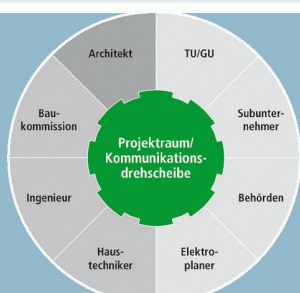 Architekt
TU/GU
Bau-
kommission
Subunter-
nehmer
Projektraum/
Kommunikations-
drehscheibe
Ingenieur
Behörden
Haus-
techniker
Elektro-
planer